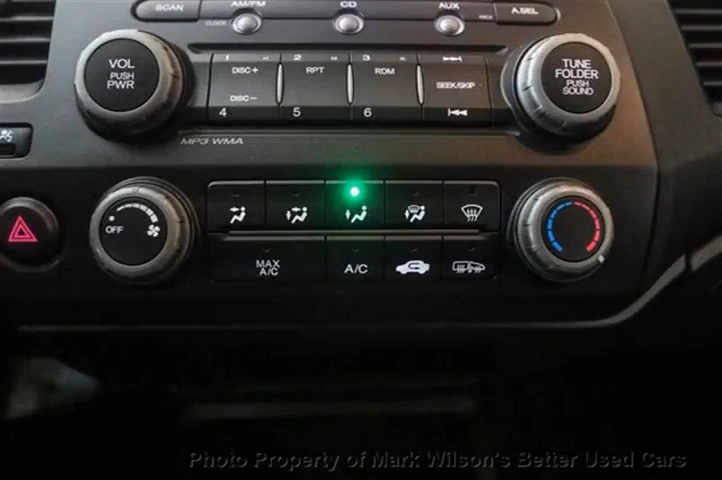 SCAN AM/FM CD AUX A.SEL
VOL
PUSH
PWR
1 2 3
DISC+ RPT RDM SEEK/SKIP
DISC-
4 5 6
TUNE
FOLDER
PUSH
SOUND
MP3 WMA
OFF
MAX
A/C
A/C
Photo Property of Mark Wilson's Better Used Cars